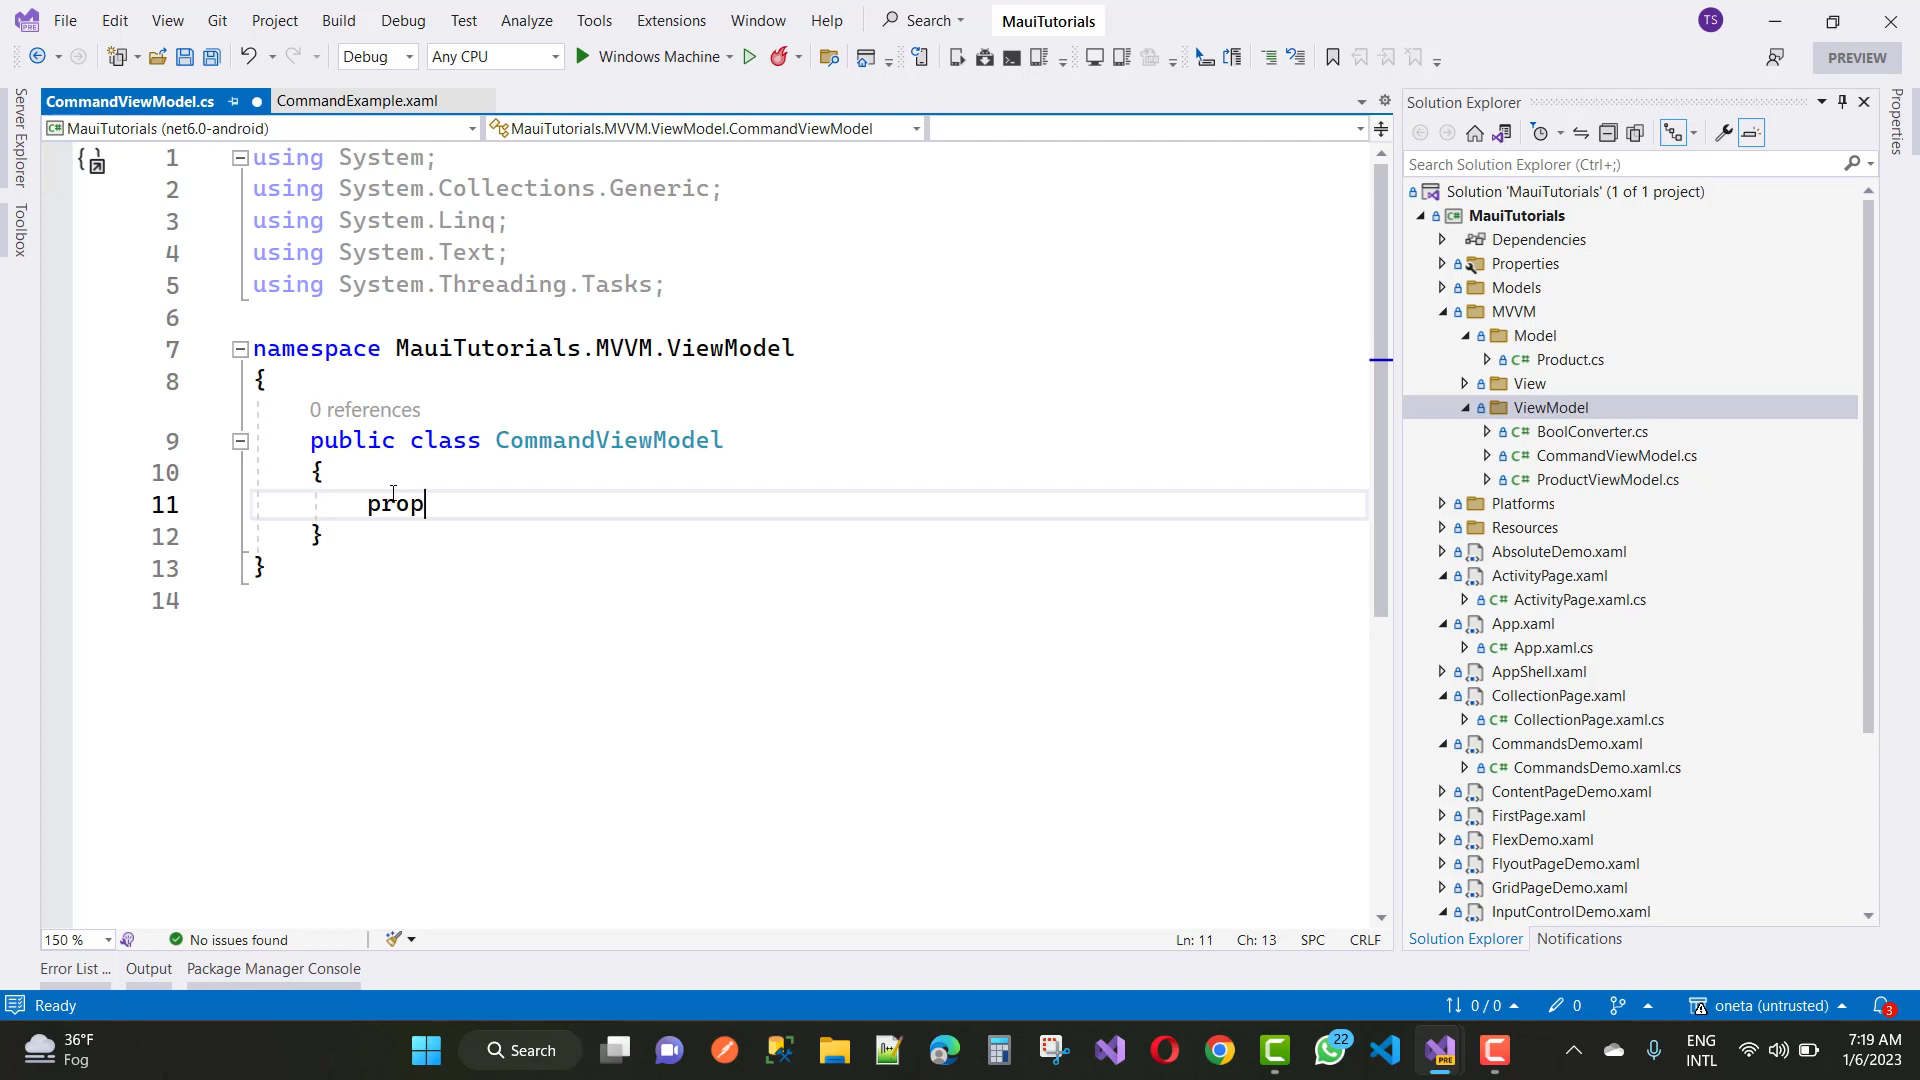 File Edit View Git Project Build Debug Test Analyze Tools Extensions Window Help Search MauiTutorials TS
Debug Any CPU Windows Machine PREVIEW
CommandViewModel.cs CommandExample.xaml
MauiTutorials (net6.0-android) MauiTutorials.MVVM.ViewModel.CommandViewModel
Server Explorer
Toolbox
1 using System;
2 using System.Collections.Generic;
3 using System.Linq;
4 using System.Text;
5 using System.Threading.Tasks;
6
7 namespace MauiTutorials.MVVM.ViewModel
8 {
0 references
9 public class CommandViewModel
10 {
11 prop
12 }
13 }
14
150 % No issues found Ln: 11 Ch: 13 SPC CRLF
Error List ... Output Package Manager Console
Solution Explorer
Search Solution Explorer (Ctrl+;)
Solution 'MauiTutorials' (1 of 1 project)
MauiTutorials
Dependencies
Properties
Models
MVVM
Model
C# Product.cs
View
ViewModel
C# BoolConverter.cs
C# CommandViewModel.cs
C# ProductViewModel.cs
Platforms
Resources
AbsoluteDemo.xaml
ActivityPage.xaml
C# ActivityPage.xaml.cs
App.xaml
C# App.xaml.cs
AppShell.xaml
CollectionPage.xaml
C# CollectionPage.xaml.cs
CommandsDemo.xaml
C# CommandsDemo.xaml.cs
ContentPageDemo.xaml
FirstPage.xaml
FlexDemo.xaml
FlyoutPageDemo.xaml
GridPageDemo.xaml
InputControlDemo.xaml
Solution Explorer Notifications
Properties
Ready 0 / 0 0 oneta (untrusted) 3
36°F
Fog
Search
22
PRE
ENG
INTL
7:19 AM
1/6/2023